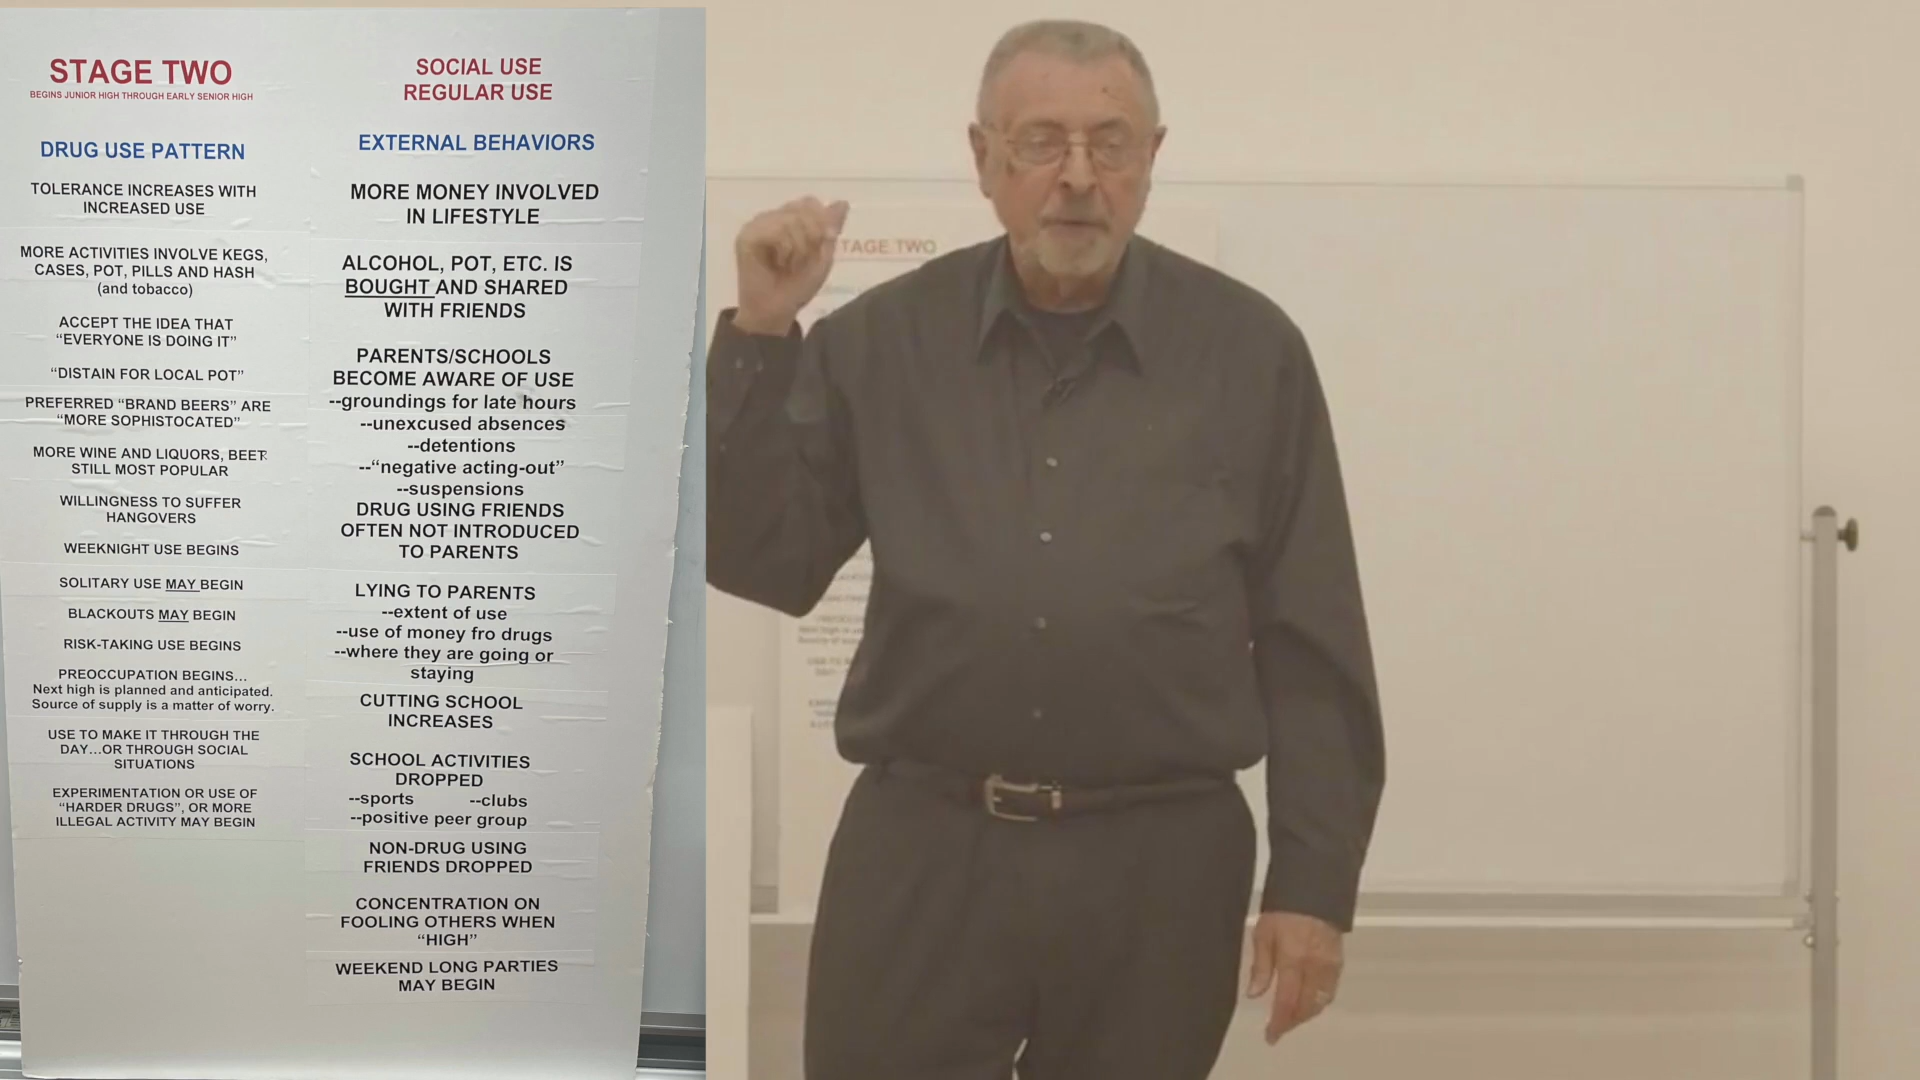 STAGE TWO
BEGINS JUNIOR HIGH THROUGH EARLY SENIOR HIGH
DRUG USE PATTERN
TOLERANCE INCREASES WITH
INCREASED USE
MORE ACTIVITIES INVOLVE KEGS,
CASES, POT, PILLS AND HASH
(and tobacco)
ACCEPT THE IDEA THAT
“EVERYONE IS DOING IT”
“DISTAIN FOR LOCAL POT”
PREFERRED “BRAND BEERS” ARE
“MORE SOPHISTOCATED”
MORE WINE AND LIQUORS, BEER
STILL MOST POPULAR
WILLINGNESS TO SUFFER
HANGOVERS
WEEKNIGHT USE BEGINS
SOLITARY USE MAY BEGIN
BLACKOUTS MAY BEGIN
RISK-TAKING USE BEGINS
PREOCCUPATION BEGINS...
Next high is planned and anticipated.
Source of supply is a matter of worry.
USE TO MAKE IT THROUGH THE
DAY...OR THROUGH SOCIAL
SITUATIONS
EXPERIMENTATION OR USE OF
“HARDER DRUGS”, OR MORE
ILLEGAL ACTIVITY MAY BEGIN
SOCIAL USE
REGULAR USE
EXTERNAL BEHAVIORS
MORE MONEY INVOLVED
IN LIFESTYLE
ALCOHOL, POT, ETC. IS
BOUGHT AND SHARED
WITH FRIENDS
PARENTS/SCHOOLS
BECOME AWARE OF USE
--groundings for late hours
--unexcused absences
--detentions
--“negative acting-out”
--suspensions
DRUG USING FRIENDS
OFTEN NOT INTRODUCED
TO PARENTS
LYING TO PARENTS
--extent of use
--use of money fro drugs
--where they are going or
staying
CUTTING SCHOOL
INCREASES
SCHOOL ACTIVITIES
DROPPED
--sports --clubs
--positive peer group
NON-DRUG USING
FRIENDS DROPPED
CONCENTRATION ON
FOOLING OTHERS WHEN
“HIGH”
WEEKEND LONG PARTIES
MAY BEGIN
TAGE TWO